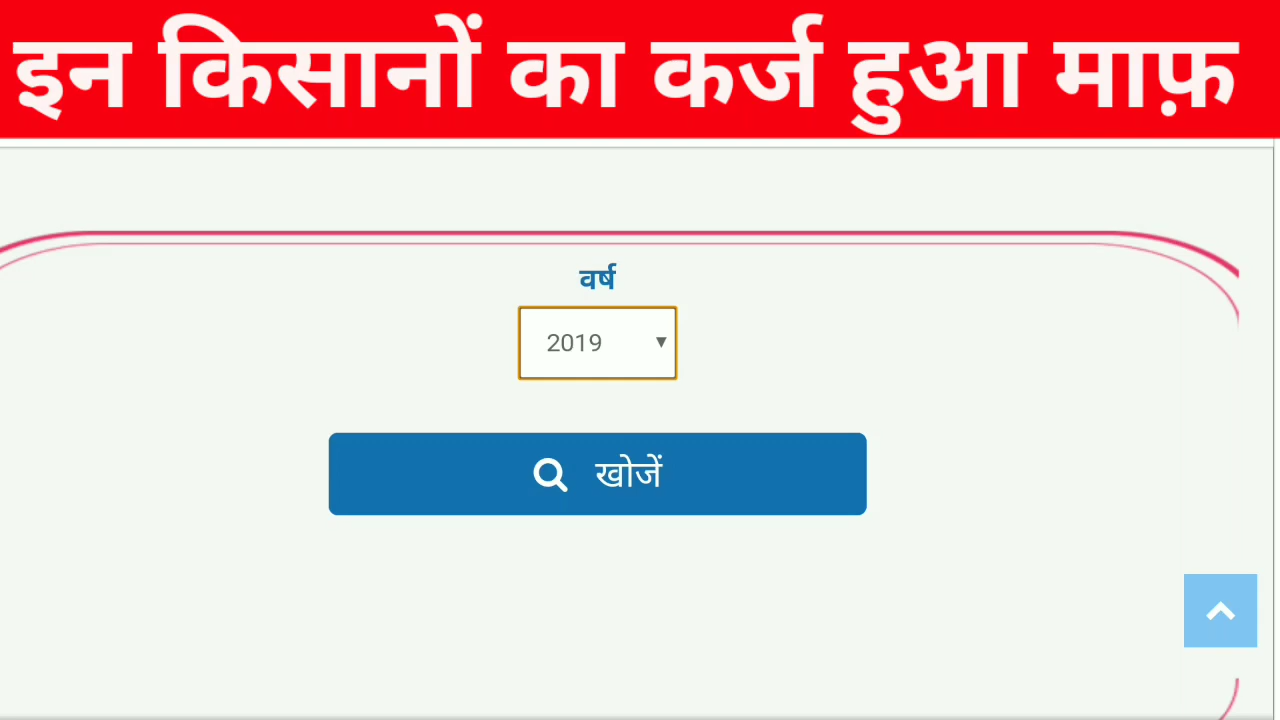 इन किसानों का कर्ज हुआ माफ़
वर्ष
2019
खोजें